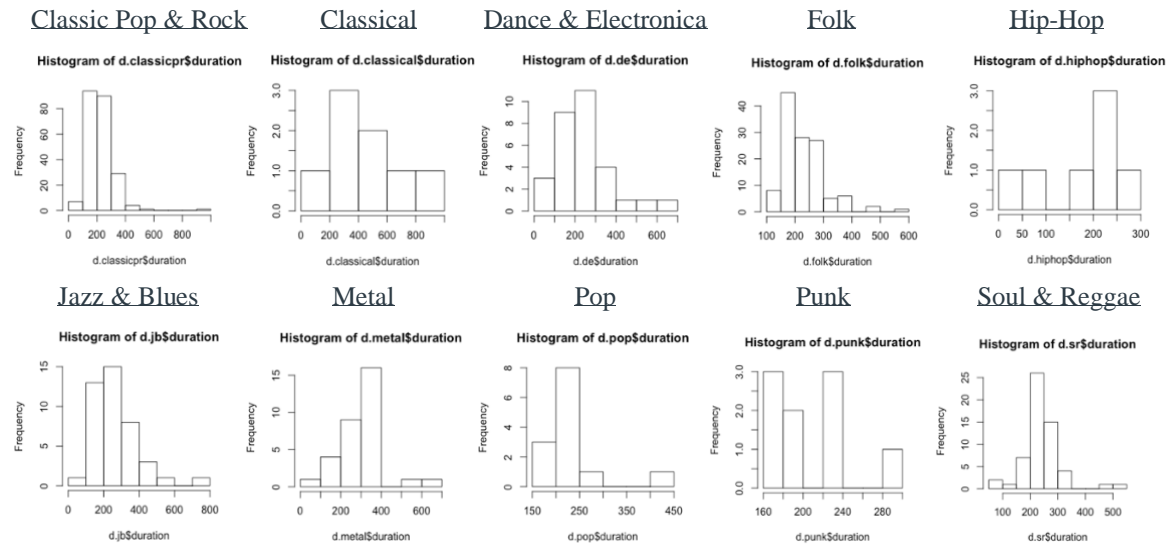 Classic Pop & Rock
Classical
Dance & Electronica
Folk
Hip-Hop
Histogram of d.classicpr$duration
Histogram of d.classical$duration
Histogram of d.de$duration
Histogram of d.folk$duration
Histogram of d.hiphop$duration
Frequency
0 20 40 60 80
0 200 400 600 800
d.classicpr$duration
Frequency
0.0 1.0 2.0 3.0
0 200 400 600 800
d.classical$duration
Frequency
0 2 4 6 8 10
0 200 400 600
d.de$duration
Frequency
0 10 20 30 40
100 200 300 400 500 600
d.folk$duration
Frequency
0.0 1.0 2.0 3.0
0 50 100 200 300
d.hiphop$duration
Jazz & Blues
Metal
Pop
Punk
Soul & Reggae
Histogram of d.jb$duration
Histogram of d.metal$duration
Histogram of d.pop$duration
Histogram of d.punk$duration
Histogram of d.sr$duration
Frequency
0 5 10 15
0 200 400 600 800
d.jb$duration
Frequency
0 5 10 15
0 200 400 600
d.metal$duration
Frequency
0 2 4 6 8
150 250 350 450
d.pop$duration
Frequency
0.0 1.0 2.0 3.0
160 200 240 280
d.punk$duration
Frequency
0 5 10 15 20 25
100 200 300 400 500
d.sr$duration